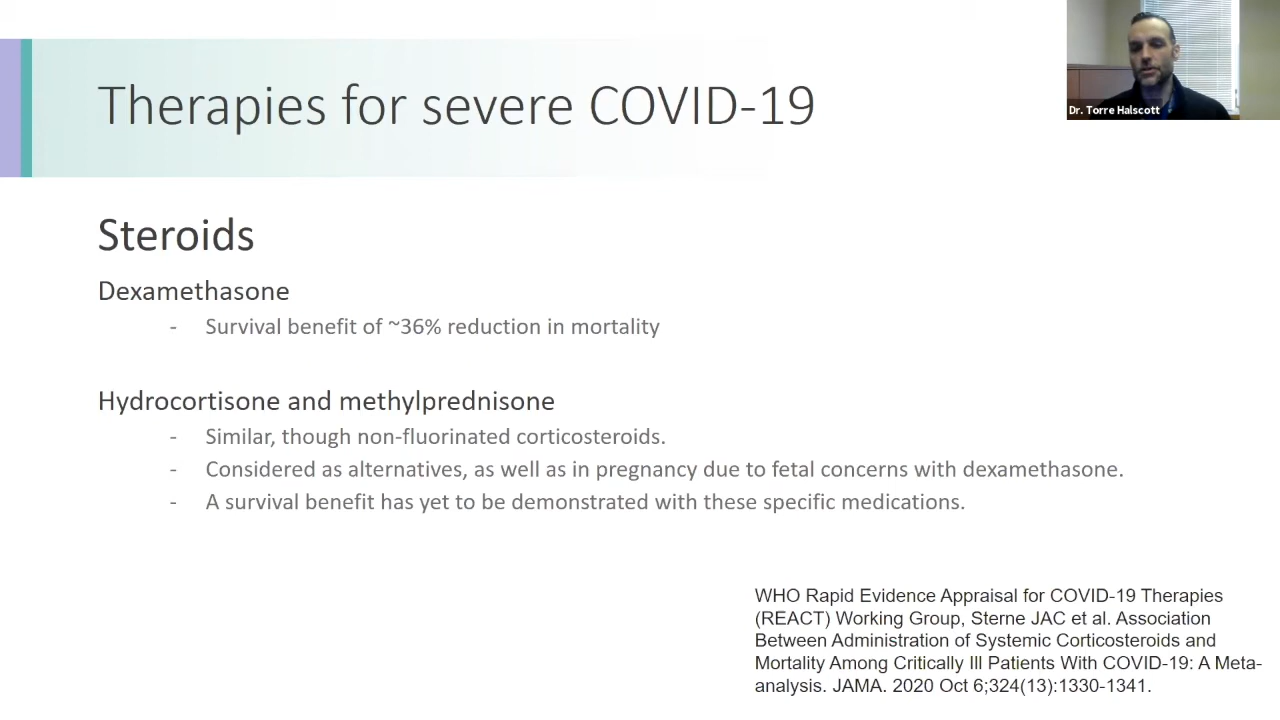 Therapies for severe COVID-19
Dr. Torre Halscott
Steroids
Dexamethasone
- Survival benefit of ~36% reduction in mortality
Hydrocortisone and methylprednisone
- Similar, though non-fluorinated corticosteroids.
- Considered as alternatives, as well as in pregnancy due to fetal concerns with dexamethasone.
- A survival benefit has yet to be demonstrated with these specific medications.
WHO Rapid Evidence Appraisal for COVID-19 Therapies
(REACT) Working Group, Sterne JAC et al. Association
Between Administration of Systemic Corticosteroids and
Mortality Among Critically Ill Patients With COVID-19: A Meta-
analysis. JAMA. 2020 Oct 6;324(13):1330-1341.